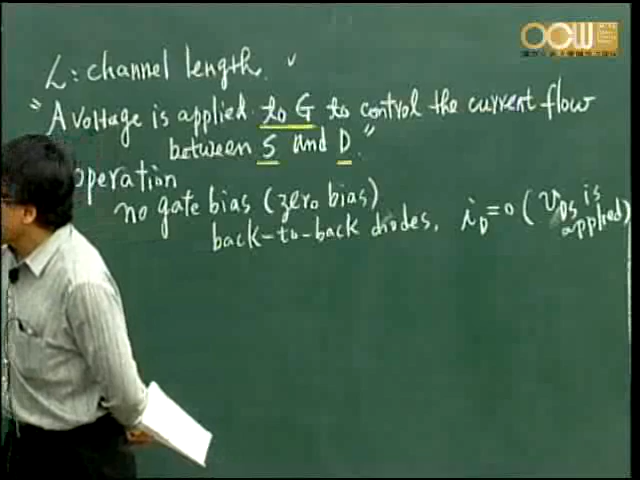 OCW
L: channel length. v
"A voltage is applied to G to control the current flow
between S and D."
operation
no gate bias (zero bias)
back-to-back diodes, i_D=0 (v_DS is
applied)